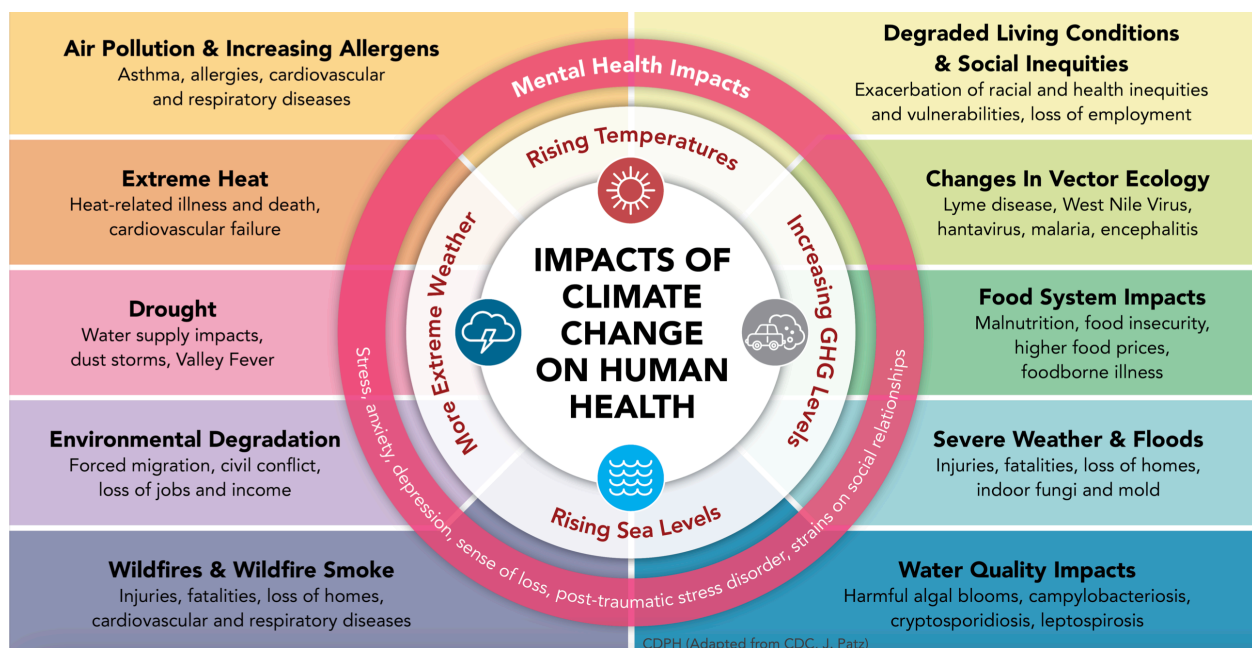 Air Pollution & Increasing Allergens
Asthma, allergies, cardiovascular
and respiratory diseases
Extreme Heat
Heat-related illness and death,
cardiovascular failure
Drought
Water supply impacts,
dust storms, Valley Fever
Environmental Degradation
Forced migration, civil conflict,
loss of jobs and income
Wildfires & Wildfire Smoke
Injuries, fatalities, loss of homes,
cardiovascular and respiratory diseases
Mental Health Impacts
Stress, anxiety, depression, sense of loss, post-traumatic stress disorder, strains on social relationships
Rising Temperatures
Increasing GHG Levels
Rising Sea Levels
More Extreme Weather
IMPACTS OF
CLIMATE
CHANGE
ON HUMAN
HEALTH
Degraded Living Conditions
& Social Inequities
Exacerbation of racial and health inequities
and vulnerabilities, loss of employment
Changes In Vector Ecology
Lyme disease, West Nile Virus,
hantavirus, malaria, encephalitis
Food System Impacts
Malnutrition, food insecurity,
higher food prices,
foodborne illness
Severe Weather & Floods
Injuries, fatalities, loss of homes,
indoor fungi and mold
Water Quality Impacts
Harmful algal blooms, campylobacteriosis,
cryptosporidiosis, leptospirosis
CDPH (Adapted from CDC, J. Patz)